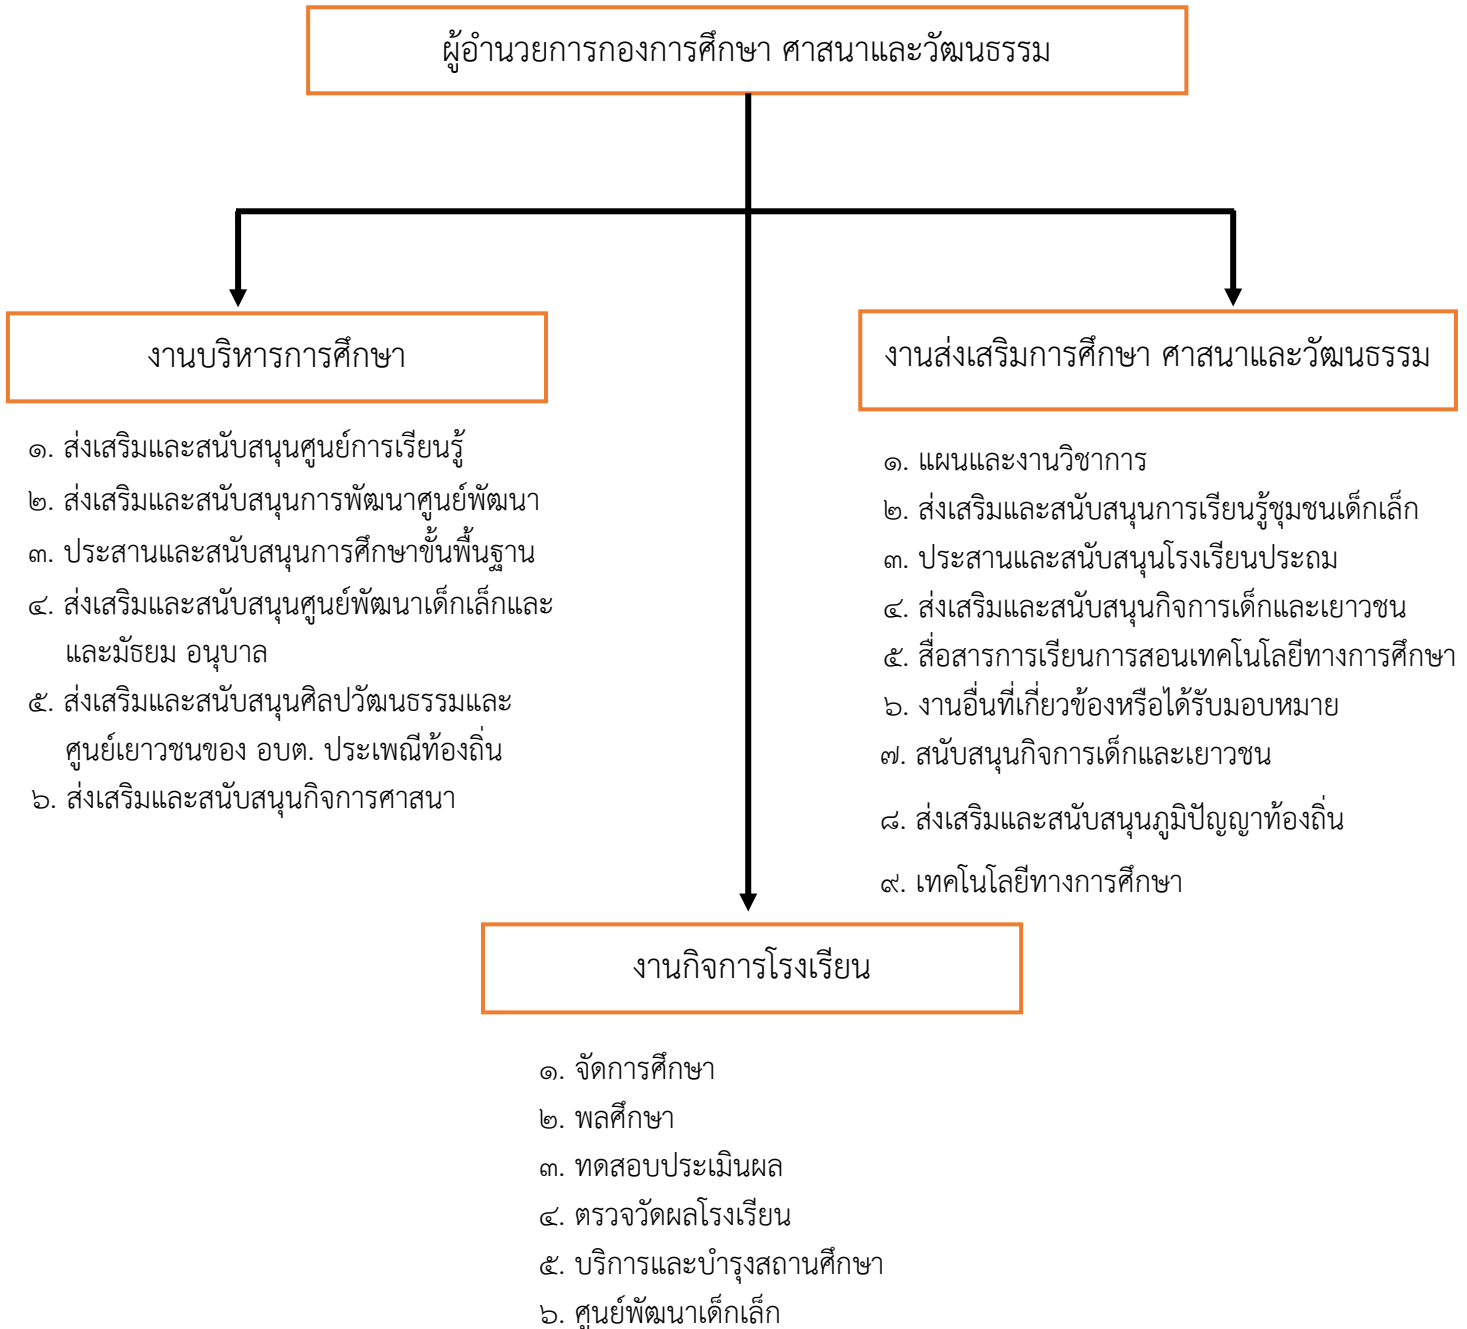 ผู้อำนวยการกองการศึกษา ศาสนาและวัฒนธรรม
งานบริหารการศึกษา
๑. ส่งเสริมและสนับสนุนศูนย์การเรียนรู้
๒. ส่งเสริมและสนับสนุนการพัฒนาศูนย์พัฒนา
๓. ประสานและสนับสนุนการศึกษาขั้นพื้นฐาน
๔. ส่งเสริมและสนับสนุนศูนย์พัฒนาเด็กเล็กและ
และมัธยม อนุบาล
๕. ส่งเสริมและสนับสนุนศิลปวัฒนธรรมและ
ศูนย์เยาวชนของ อบต. ประเพณีท้องถิ่น
๖. ส่งเสริมและสนับสนุนกิจการศาสนา
งานส่งเสริมการศึกษา ศาสนาและวัฒนธรรม
๑. แผนและงานวิชาการ
๒. ส่งเสริมและสนับสนุนการเรียนรู้ชุมชนเด็กเล็ก
๓. ประสานและสนับสนุนโรงเรียนประถม
๔. ส่งเสริมและสนับสนุนกิจการเด็กและเยาวชน
๕. สื่อสารการเรียนการสอนเทคโนโลยีทางการศึกษา
๖. งานอื่นที่เกี่ยวข้องหรือได้รับมอบหมาย
๗. สนับสนุนกิจการเด็กและเยาวชน
๘. ส่งเสริมและสนับสนุนภูมิปัญญาท้องถิ่น
๙. เทคโนโลยีทางการศึกษา
งานกิจการโรงเรียน
๑. จัดการศึกษา
๒. พลศึกษา
๓. ทดสอบประเมินผล
๔. ตรวจวัดผลโรงเรียน
๕. บริการและบำรุงสถานศึกษา
๖. ศูนย์พัฒนาเด็กเล็ก